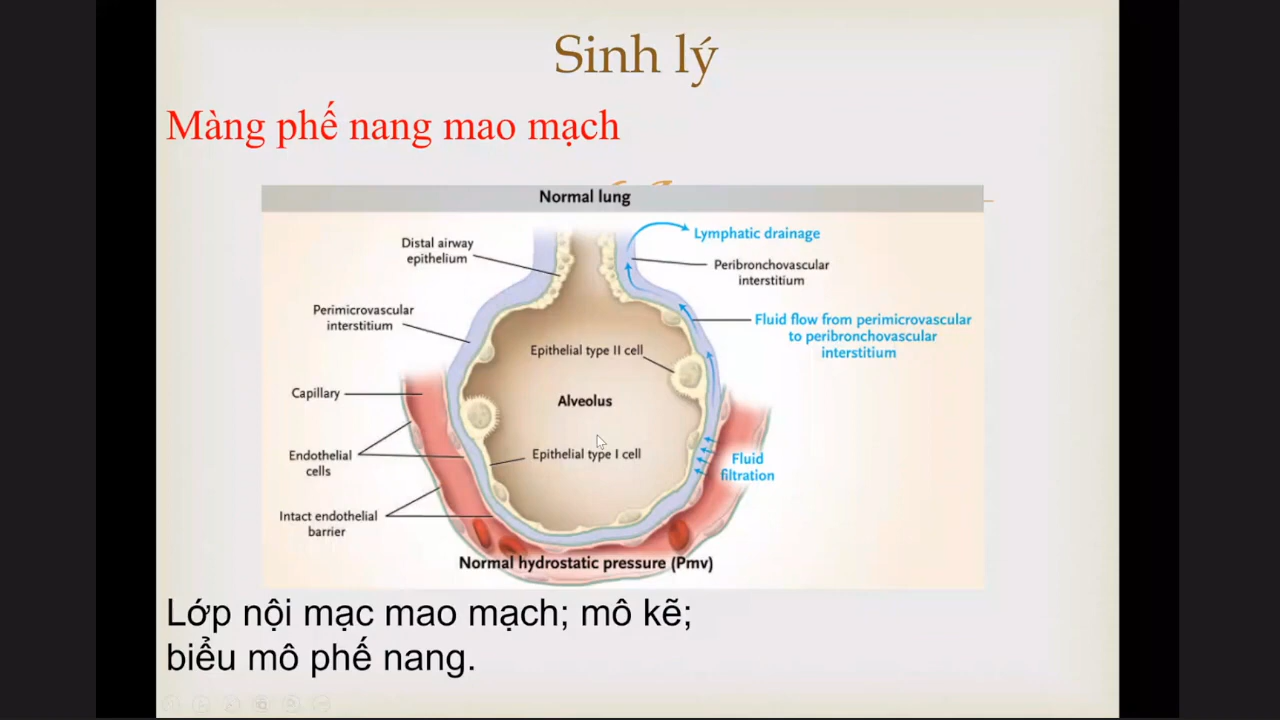 Sinh lý
Màng phế nang mao mạch
Normal lung
Distal airway
epithelium
Lymphatic drainage
Peribronchovascular
interstitium
Perimicrovascular
interstitium
Fluid flow from perimicrovascular
to peribronchovascular
interstitium
Epithelial type II cell
Capillary
Alveolus
Endothelial
cells
Epithelial type I cell
Fluid
filtration
Intact endothelial
barrier
Normal hydrostatic pressure (Pmv)
Lớp nội mạc mao mạch; mô kẽ;
biểu mô phế nang.